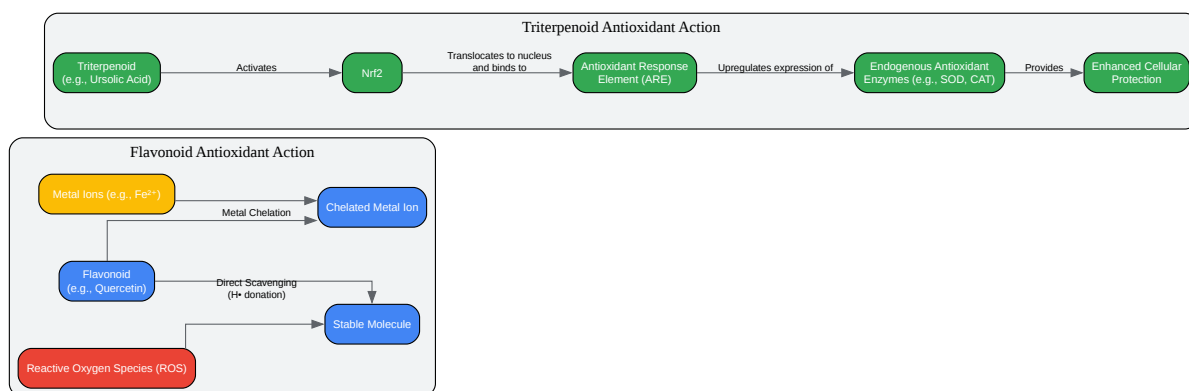 Triterpenoid Antioxidant Action
Triterpenoid
(e.g., Ursolic Acid)
Activates
Nrf2
Translocates to nucleus
and binds to
Antioxidant Response
Element (ARE)
Upregulates expression of
Endogenous Antioxidant
Enzymes (e.g., SOD, CAT)
Provides
Enhanced Cellular
Protection
Flavonoid Antioxidant Action
Metal Ions (e.g., Fe²⁺)
Chelated Metal Ion
Metal Chelation
Flavonoid
(e.g., Quercetin)
Direct Scavenging
(H• donation)
Stable Molecule
Reactive Oxygen Species (ROS)